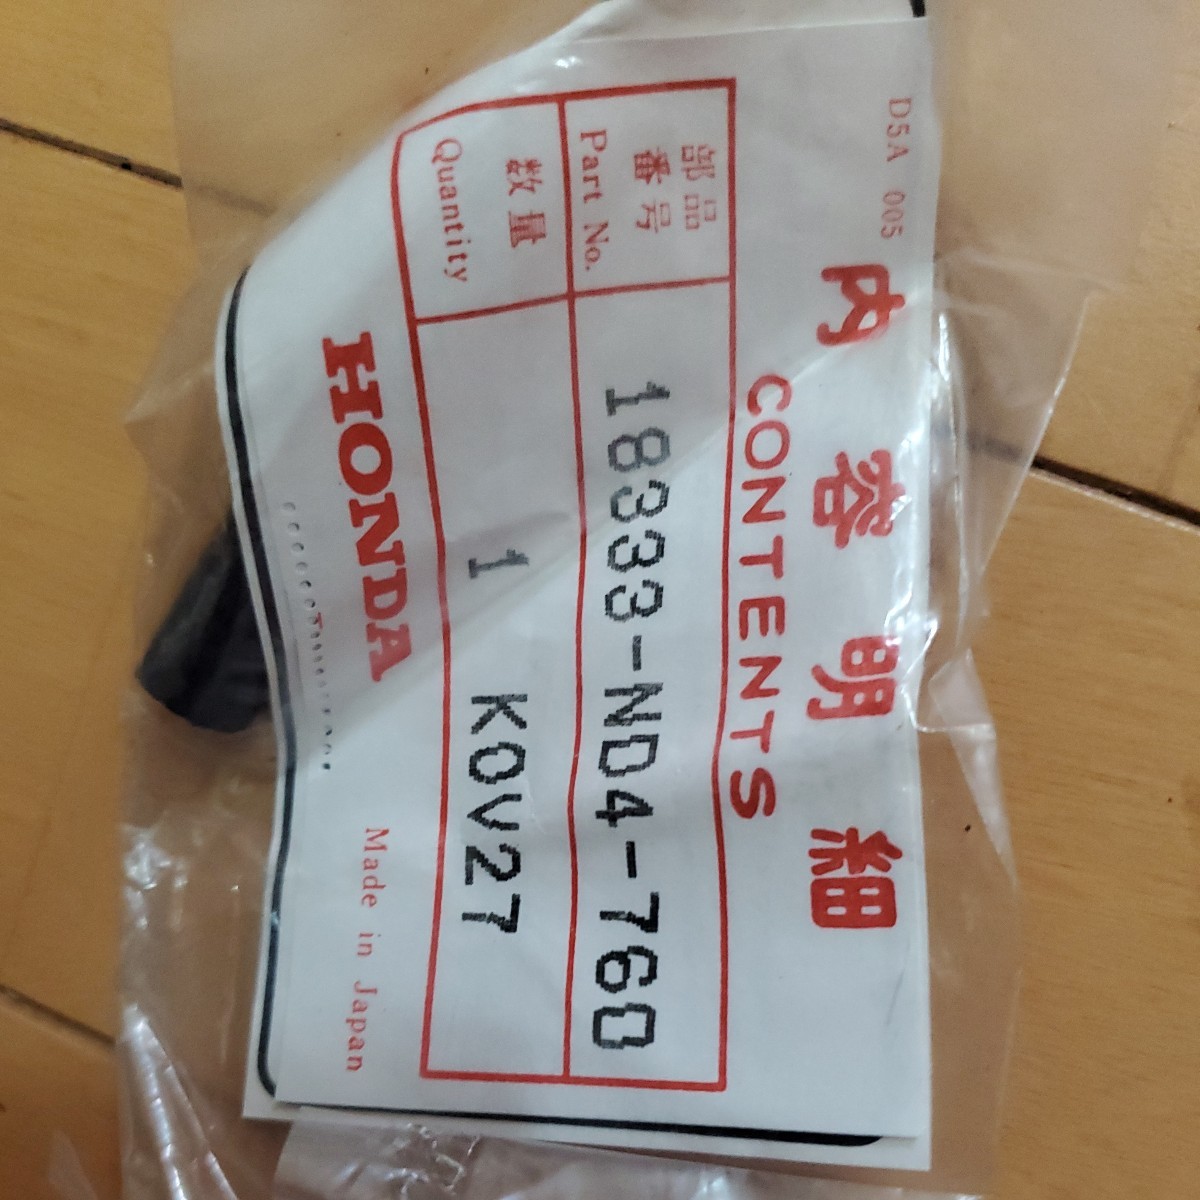 D5A 005
内容明細
CONTENTS
部品番号
Part No.
18333-ND4-760
数量
Quantity
1 K0V27
HONDA
Made in Japan